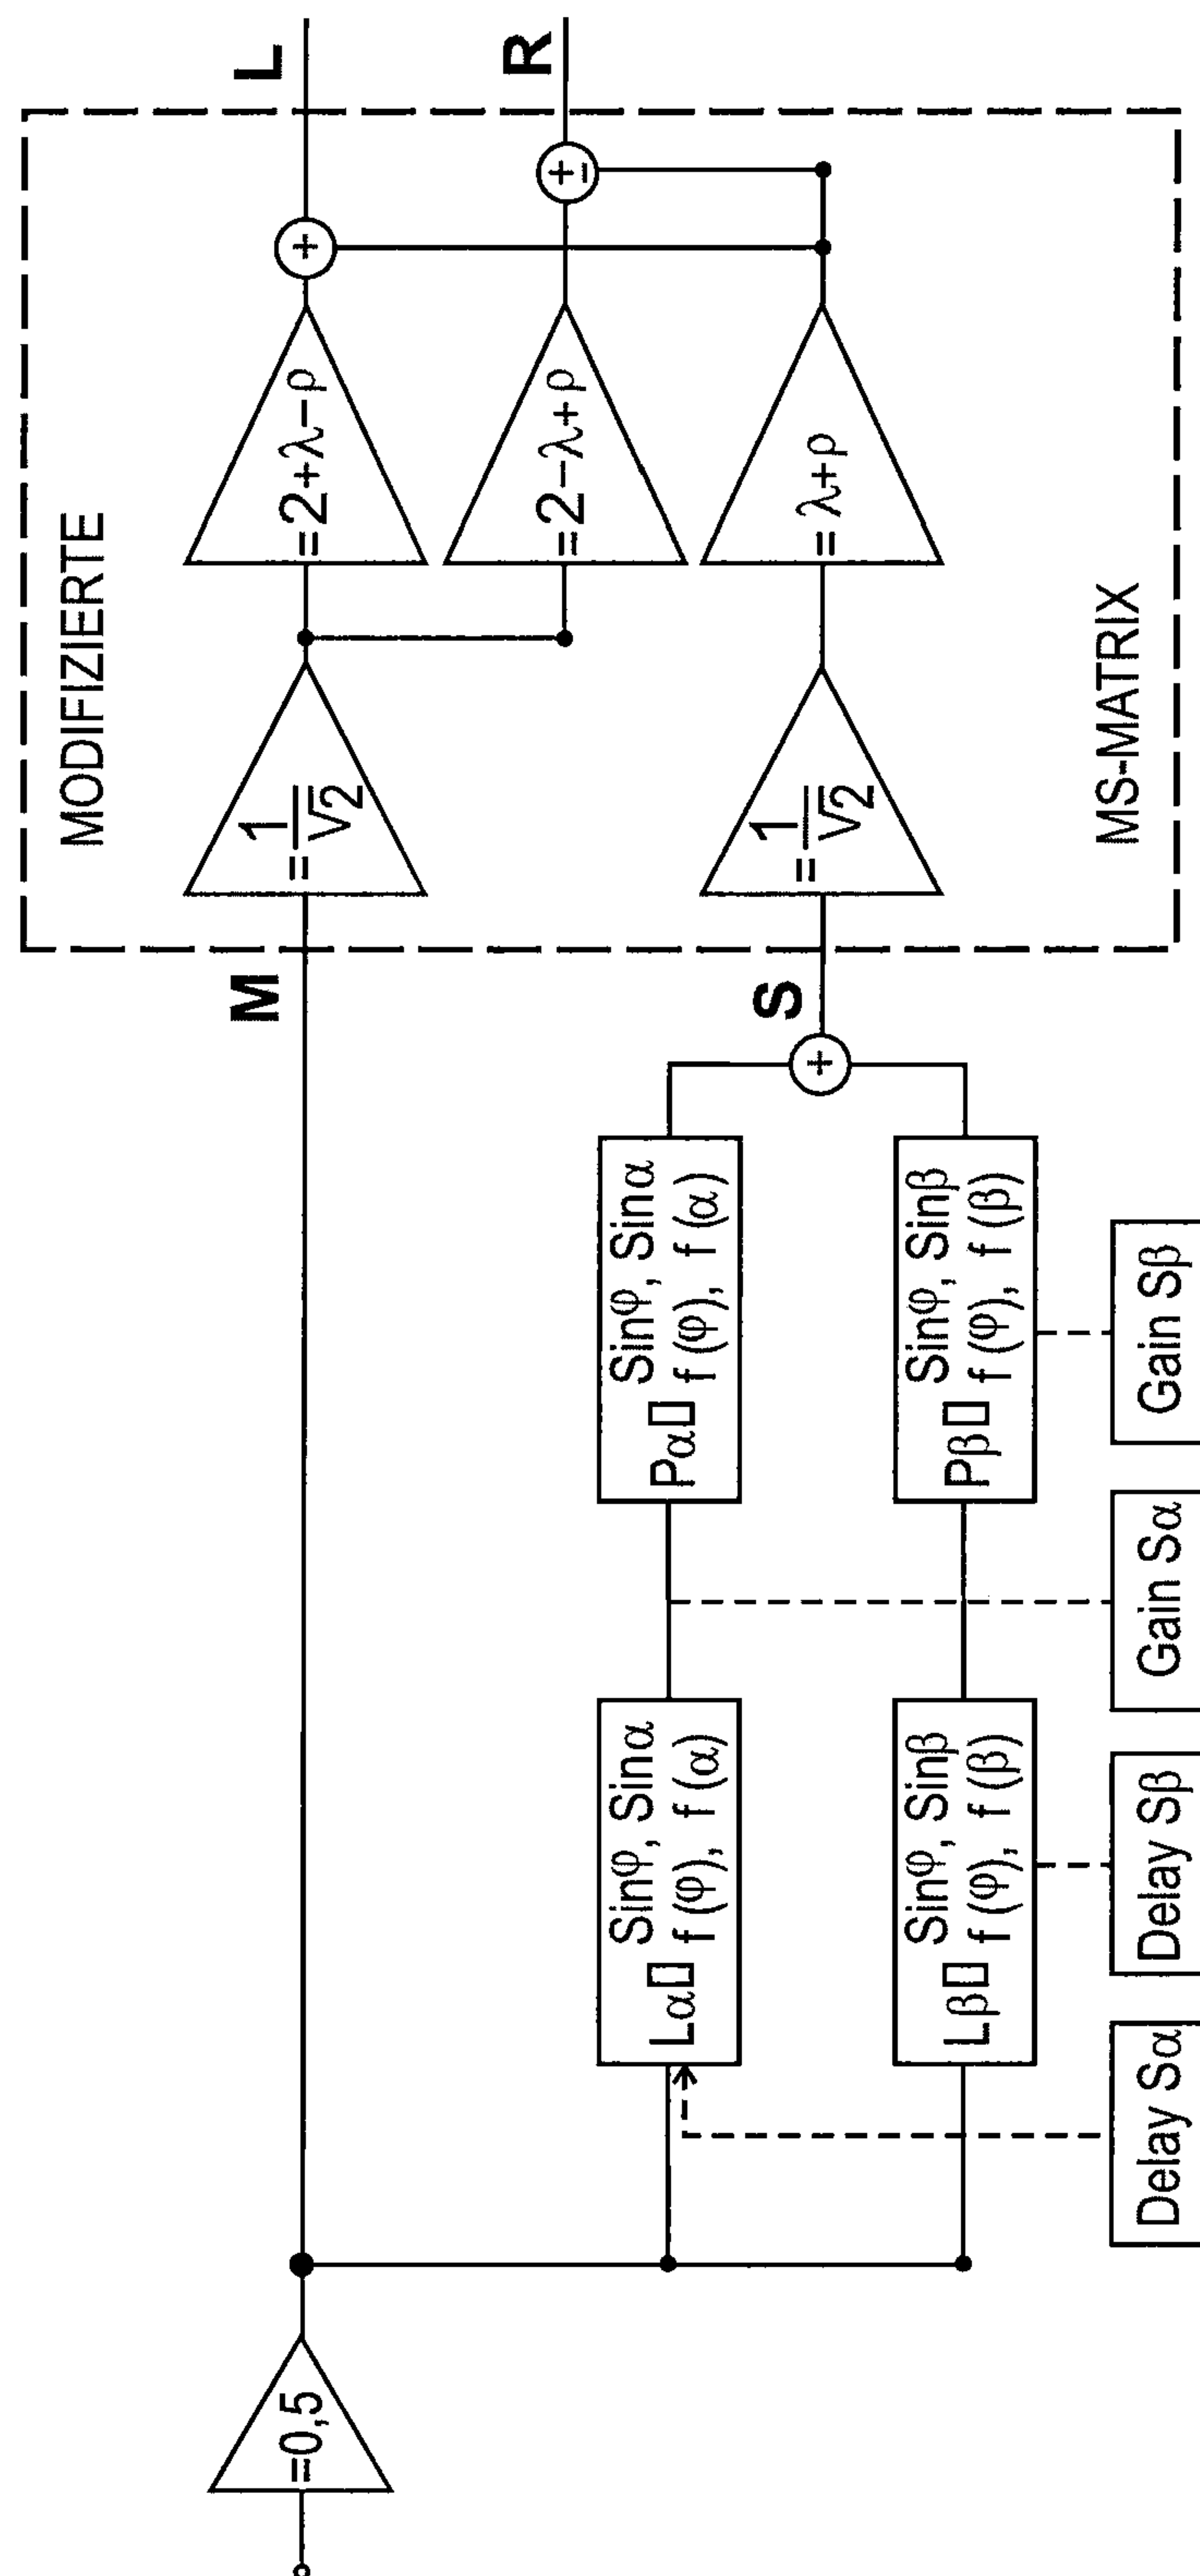 =0,5
M
S
MODIFIZIERTE
MS-MATRIX
=1/√2
=1/√2
=2+λ−ρ
=2−λ+ρ
=λ+ρ
+
+
±
L
R
Lα▯ Sinφ, Sinα
f (φ), f (α)
Pα▯ Sinφ, Sinα
f (φ), f (α)
+
Lβ▯ Sinφ, Sinβ
f (φ), f (β)
Pβ▯ Sinφ, Sinβ
f (φ), f (β)
Delay Sα
Delay Sβ
Gain Sα
Gain Sβ